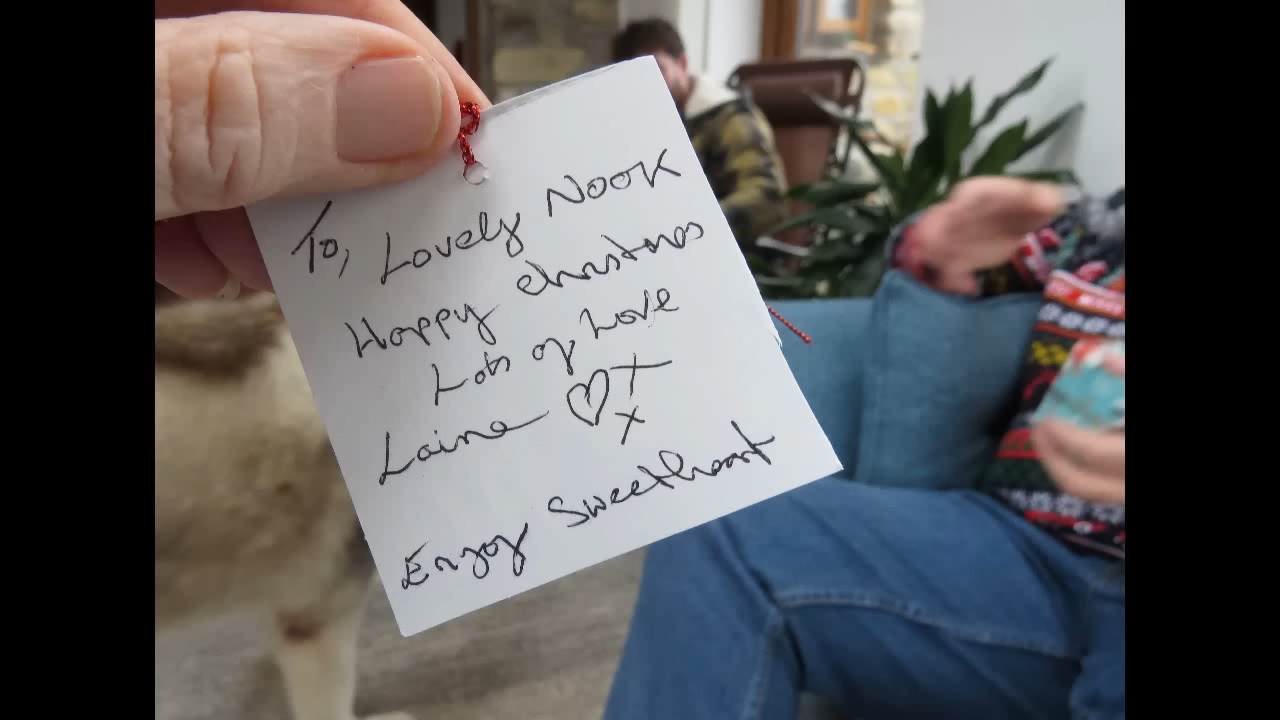 To, Lovely Nook
Happy christmas
Lots of Love
Laine ♡ x
x
Enjoy Sweetheart